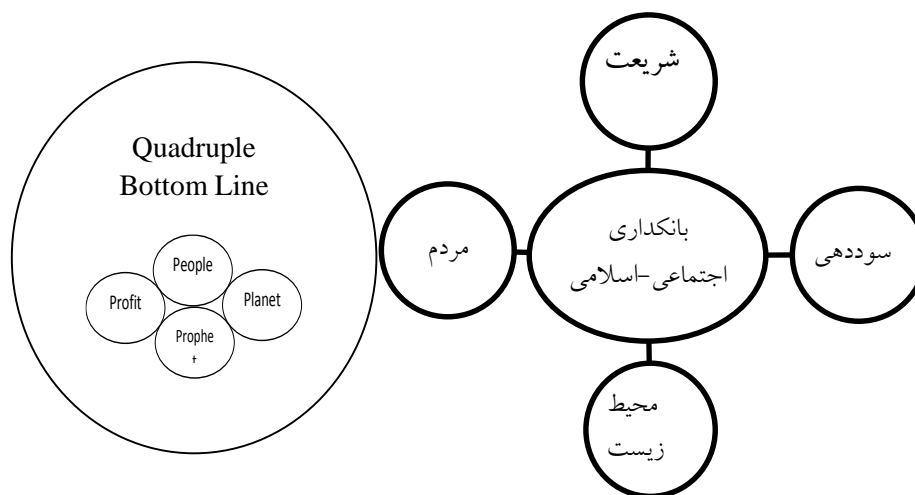 Quadruple
Bottom Line
People
Profit
Planet
Prophe
t
شریعت
مردم
بانکداری
اجتماعی-اسلامی
سوددهی
محیط
زیست